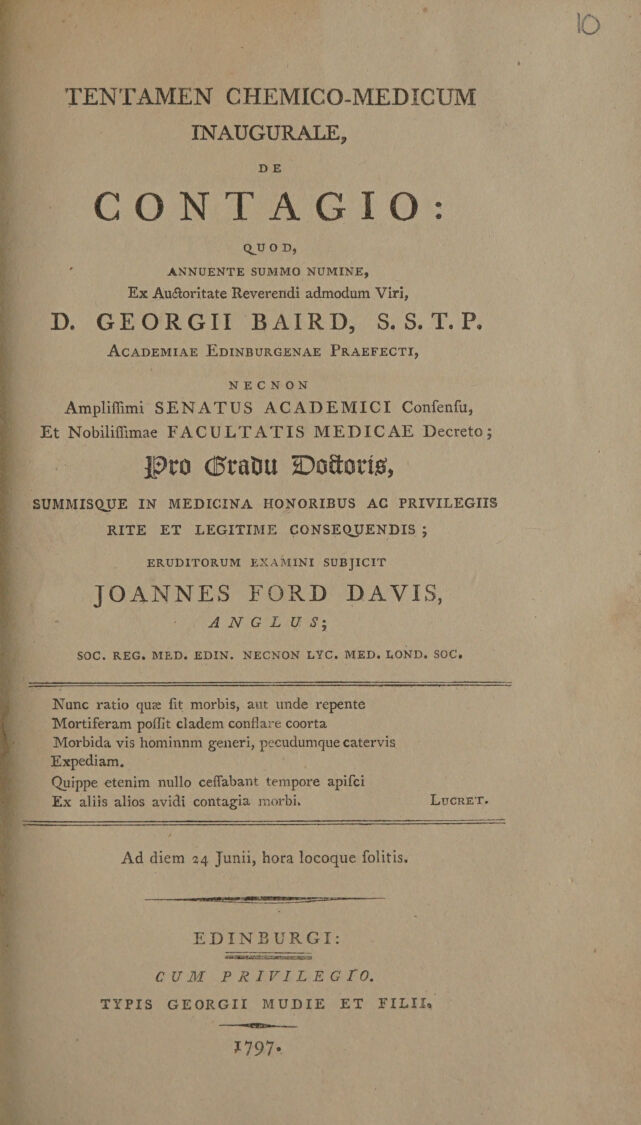 10
TENTAMEN CHEMICO-MEDICUM
INAUGURALE,
DE
CONTAGIO:
QUOD,
ANNUENTE SUMMO NUMINE,
Ex Auctoritate Reverendi admodum Viri,
D. GEORGII BAIRD, S. S. T. P.
ACADEMIAE EDINBURGENAE PRAEFECTI,
NECNON
Ampliſſimi SENATUS ACADEMICI Conſenſu,
Et Nobiliſſimae FACULTATIS MEDICAE Decreto;
Pro Gradu Doctoris,
SUMMISQUE IN MEDICINA HONORIBUS AC PRIVILEGIIS
RITE ET LEGITIME CONSEQUENDIS;
ERUDITORUM EXAMINI SUBJICIT
JOANNES FORD DAVIS,
ANGLUS;
SOC. REG. MED. EDIN. NECNON LYC. MED. LOND. SOC.
Nunc ratio quæ ſit morbis, aut unde repente
Mortiferam poſſit cladem conflare coorta
Morbida vis hominnm generi, pecudumque catervis
Expediam.
Quippe etenim nullo ceſſabant tempore apiſci
Ex aliis alios avidi contagia morbi. LUCRET.
Ad diem 24 Junii, hora locoque ſolitis.
EDINBURGI:
CUM PRIVILEGIO.
TYPIS GEORGII MUDIE ET FILII.
1797.